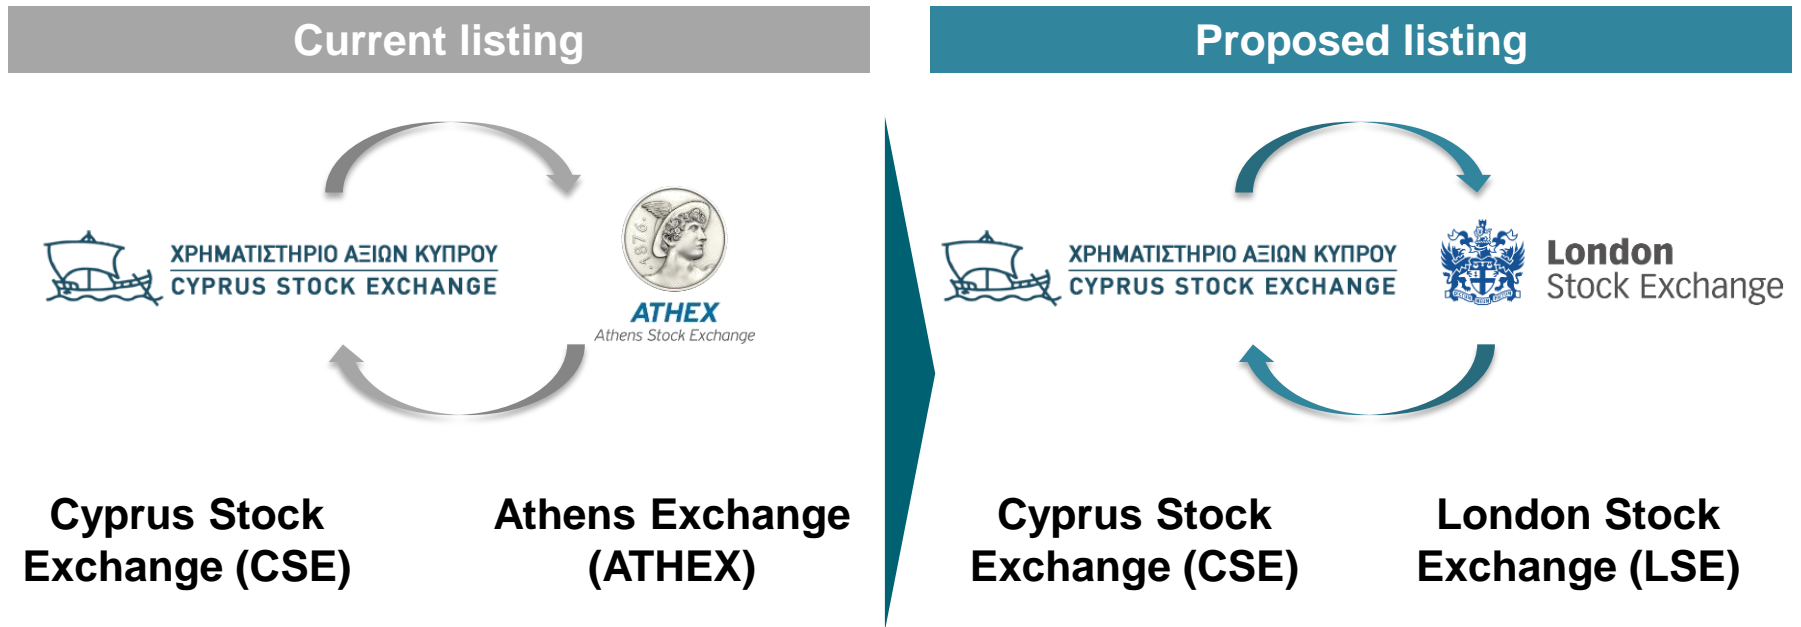 Current listing
Proposed listing
ΧΡΗΜΑΤΙΣΤΗΡΙΟ ΑΞΙΩΝ ΚΥΠΡΟΥ
CYPRUS STOCK EXCHANGE
1876
ATHEX
Athens Stock Exchange
ΧΡΗΜΑΤΙΣΤΗΡΙΟ ΑΞΙΩΝ ΚΥΠΡΟΥ
CYPRUS STOCK EXCHANGE
London
Stock Exchange
Cyprus Stock
Exchange (CSE)
Athens Exchange
(ATHEX)
Cyprus Stock
Exchange (CSE)
London Stock
Exchange (LSE)